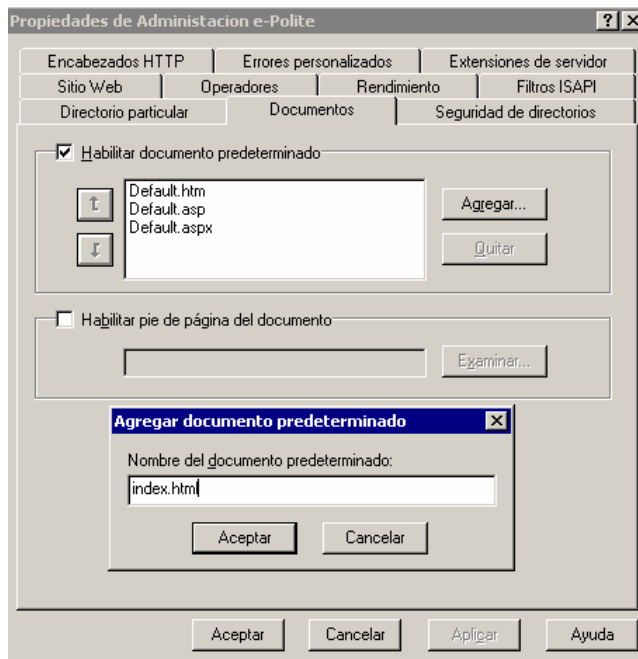 Propiedades de Administacion e-Polite
Encabezados HTTP Errores personalizados Extensiones de servidor
Sitio Web Operadores Rendimiento Filtros ISAPI
Directorio particular Documentos Seguridad de directorios
Habilitar documento predeterminado
Default.htm
Default.asp
Default.aspx
Agregar...
Quitar
Habilitar pie de página del documento
Examinar...
Agregar documento predeterminado
Nombre del documento predeterminado:
index.html
Aceptar Cancelar
Aceptar Cancelar Aplicar Ayuda